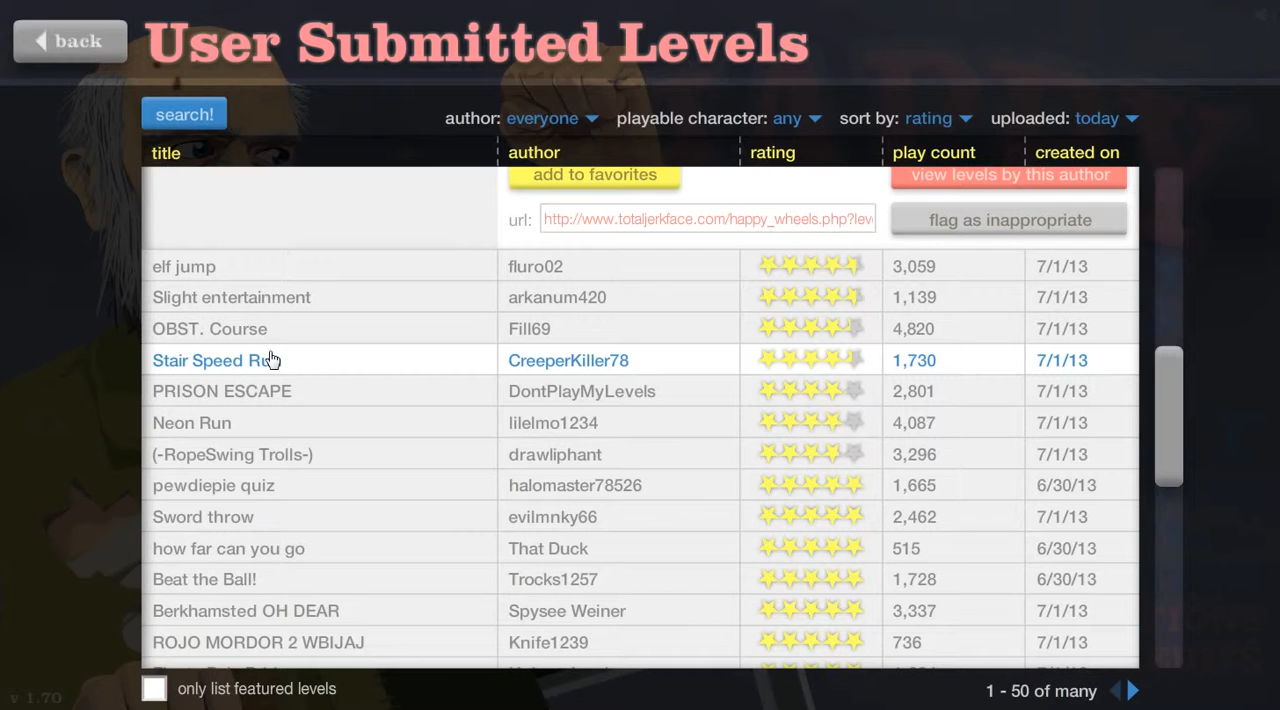 back
User Submitted Levels
search!
author: everyone playable character: any sort by: rating uploaded: today
title author rating play count created on
add to favorites view levels by this author
url: http://www.totaljerkface.com/happy_wheels.php?leve flag as inappropriate
elf jump fluro02 3,059 7/1/13
Slight entertainment arkanum420 1,139 7/1/13
OBST. Course Fill69 4,820 7/1/13
Stair Speed Run CreeperKiller78 1,730 7/1/13
PRISON ESCAPE DontPlayMyLevels 2,801 7/1/13
Neon Run lilelmo1234 4,087 7/1/13
(-RopeSwing Trolls-) drawliphant 3,296 7/1/13
pewdiepie quiz halomaster78526 1,665 6/30/13
Sword throw evilmnky66 2,462 7/1/13
how far can you go That Duck 515 6/30/13
Beat the Ball! Trocks1257 1,728 6/30/13
Berkhamsted OH DEAR Spysee Weiner 3,337 7/1/13
ROJO MORDOR 2 WBIJAJ Knife1239 736 7/1/13
only list featured levels 1 - 50 of many
v 1.70